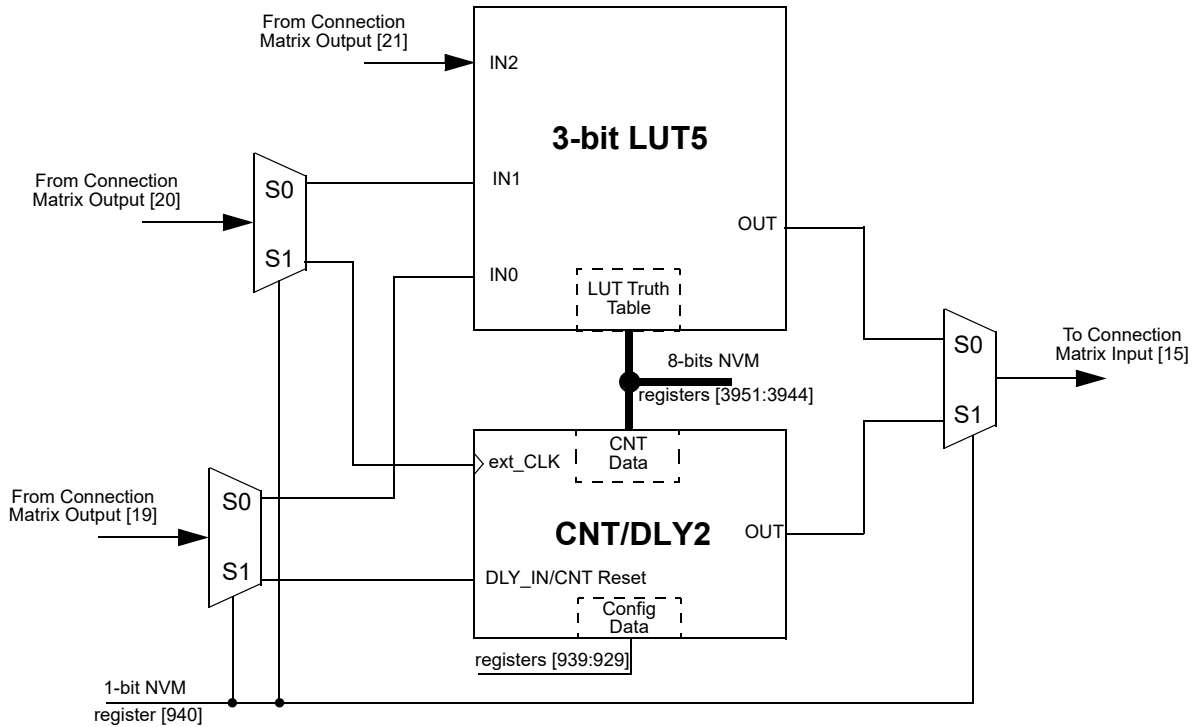 From Connection
Matrix Output [21]
IN2
3-bit LUT5
From Connection
Matrix Output [20]
S0
S1
IN1
OUT
IN0
LUT Truth
Table
S0
S1
To Connection
Matrix Input [15]
8-bits NVM
registers [3951:3944]
CNT
Data
ext_CLK
From Connection
Matrix Output [19]
S0
S1
CNT/DLY2
OUT
DLY_IN/CNT Reset
Config
Data
registers [939:929]
1-bit NVM
register [940]